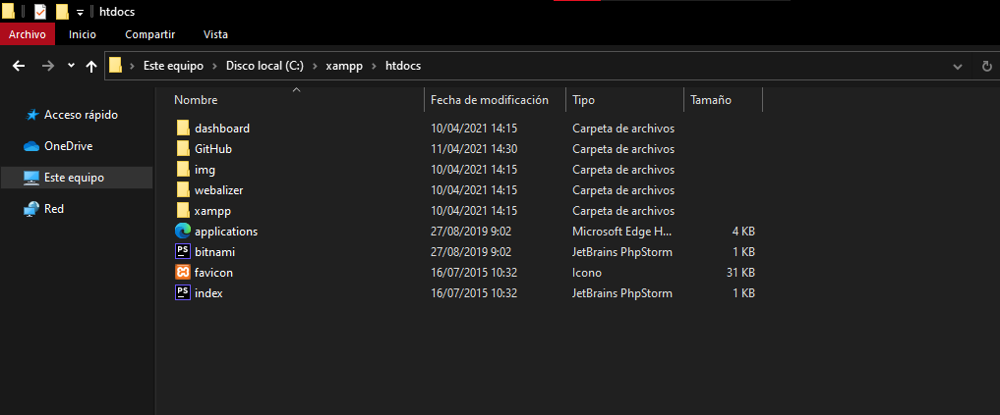 htdocs
Archivo Inicio Compartir Vista
Este equipo Disco local (C:) xampp htdocs
Acceso rápido
OneDrive
Este equipo
Red
Nombre Fecha de modificación Tipo Tamaño
dashboard 10/04/2021 14:15 Carpeta de archivos
GitHub 11/04/2021 14:30 Carpeta de archivos
img 10/04/2021 14:15 Carpeta de archivos
webalizer 10/04/2021 14:15 Carpeta de archivos
xampp 10/04/2021 14:15 Carpeta de archivos
applications 27/08/2019 9:02 Microsoft Edge H... 4 KB
PS bitnami 27/08/2019 9:02 JetBrains PhpStorm 1 KB
favicon 16/07/2015 10:32 Icono 31 KB
PS index 16/07/2015 10:32 JetBrains PhpStorm 1 KB